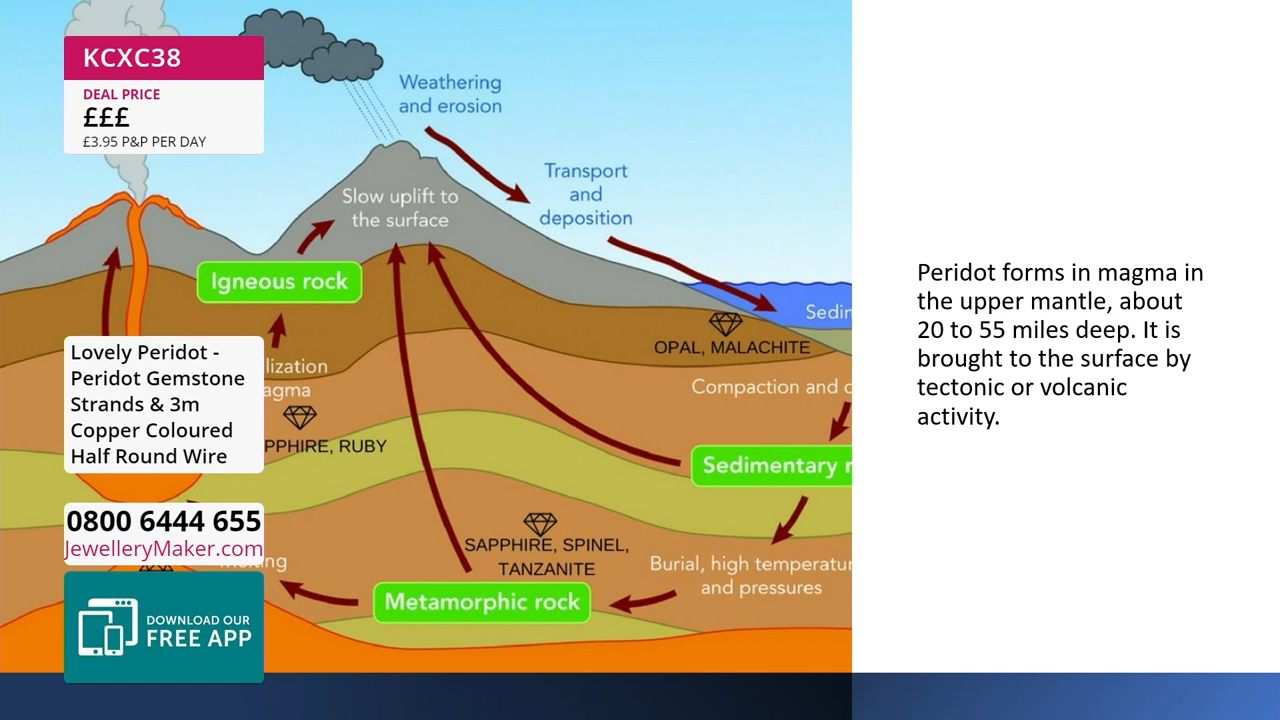 KCXC38
DEAL PRICE
£££
£3.95 P&P PER DAY
Lovely Peridot -
Peridot Gemstone
Strands & 3m
Copper Coloured
Half Round Wire
0800 6444 655
JewelleryMaker.com
DOWNLOAD OUR
FREE APP
Weathering
and erosion
Transport
and
deposition
Slow uplift to
the surface
Igneous rock
OPAL, MALACHITE
Compaction and
RUBY
Sedimentary
SAPPHIRE, SPINEL,
TANZANITE
Burial, high
and pressures
Metamorphic rock
Peridot forms in magma in
the upper mantle, about
20 to 55 miles deep. It is
brought to the surface by
tectonic or volcanic
activity.